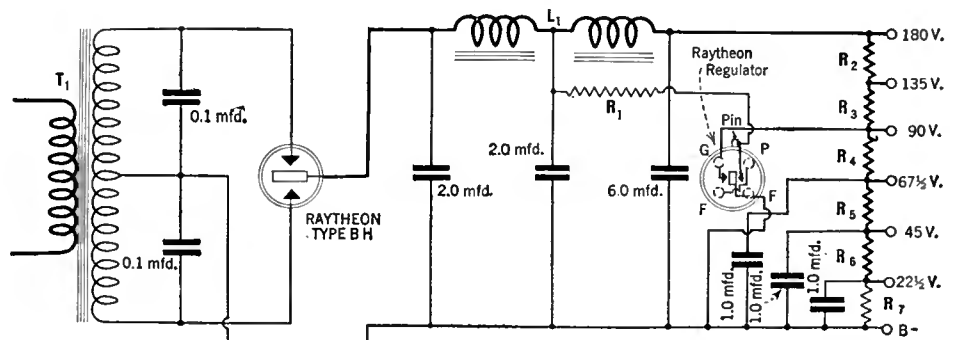 T1
0.1 mfd.
0.1 mfd.
RAYTHEON
TYPE B H
L1
R1
2.0 mfd.
2.0 mfd.
6.0 mfd.
Raytheon
Regulator
Pin
G
P
F
F
1.0 mfd.
1.0 mfd.
1.0 mfd.
R2
R3
R4
R5
R6
R7
180 V.
135 V.
90 V.
67½ V.
45 V.
22½ V.
B-